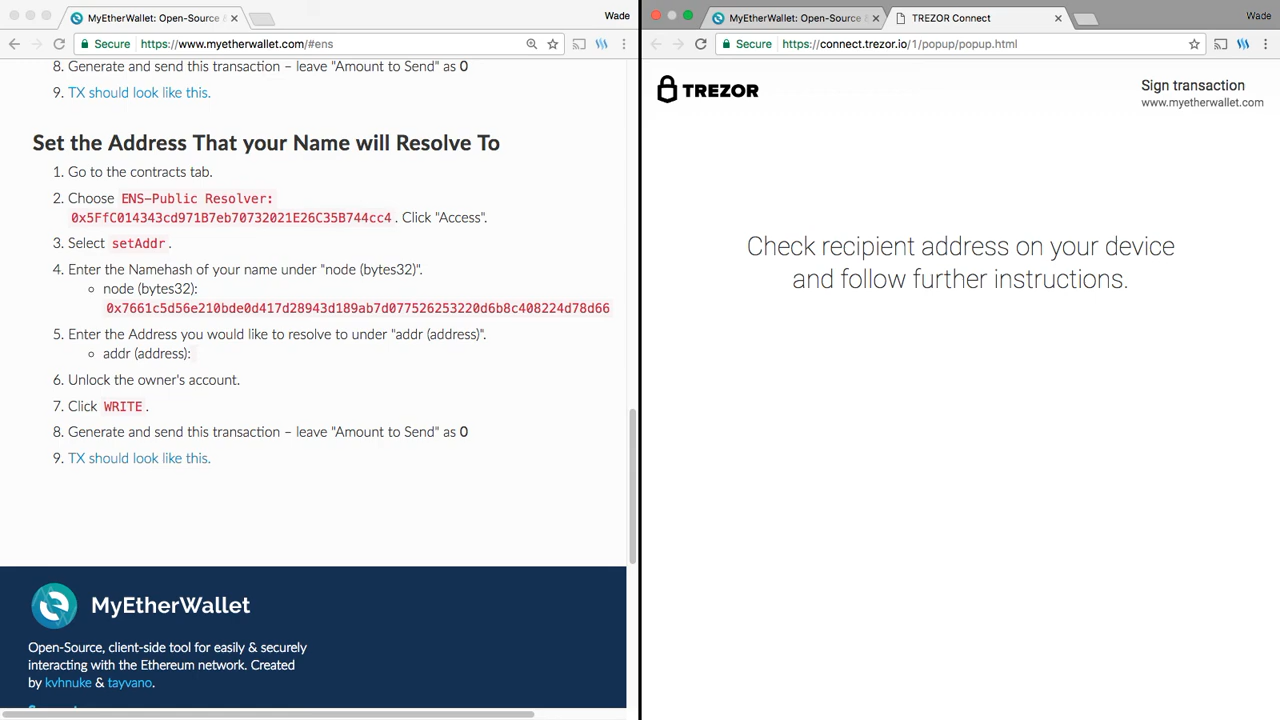 MyEtherWallet: Open-Source &
Wade
Secure https://www.myetherwallet.com/#ens
8. Generate and send this transaction – leave "Amount to Send" as 0
9. TX should look like this.
Set the Address That your Name will Resolve To
1. Go to the contracts tab.
2. Choose ENS-Public Resolver:
0x5FfC014343cd971B7eb70732021E26C35B744cc4. Click "Access".
3. Select setAddr.
4. Enter the Namehash of your name under "node (bytes32)".
node (bytes32):
0x7661c5d56e210bde0d417d28943d189ab7d077526253220d6b8c408224d78d66
5. Enter the Address you would like to resolve to under "addr (address)".
addr (address):
6. Unlock the owner's account.
7. Click WRITE.
8. Generate and send this transaction – leave "Amount to Send" as 0
9. TX should look like this.
MyEtherWallet
Open-Source, client-side tool for easily & securely
interacting with the Ethereum network. Created
by kvhnuke & tayvano.
MyEtherWallet: Open-Source &
TREZOR Connect
Wade
Secure https://connect.trezor.io/1/popup/popup.html
TREZOR
Sign transaction
www.myetherwallet.com
Check recipient address on your device
and follow further instructions.